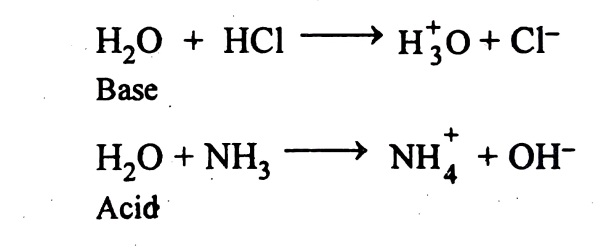 H₂O + HCl ⟶ H₃⁺O + Cl⁻
Base
H₂O + NH₃ ⟶ NH₄⁺ + OH⁻
Acid